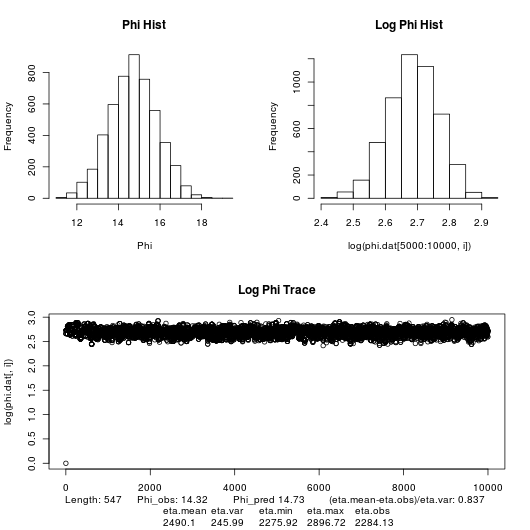 Phi Hist
Log Phi Hist
Frequency
0 200 400 600 800
12 14 16 18
Phi
Frequency
0 200 600 1000
2.4 2.5 2.6 2.7 2.8 2.9
log(phi.dat[5000:10000, i])
Log Phi Trace
log(phi.dat[, i])
0.0 0.5 1.0 1.5 2.0 2.5 3.0
0 2000 4000 6000 8000 10000
Length: 547 Phi_obs: 14.32 Phi_pred 14.73 (eta.mean-eta.obs)/eta.var: 0.837
eta.mean eta.var eta.min eta.max eta.obs
2490.1 245.99 2275.92 2896.72 2284.13